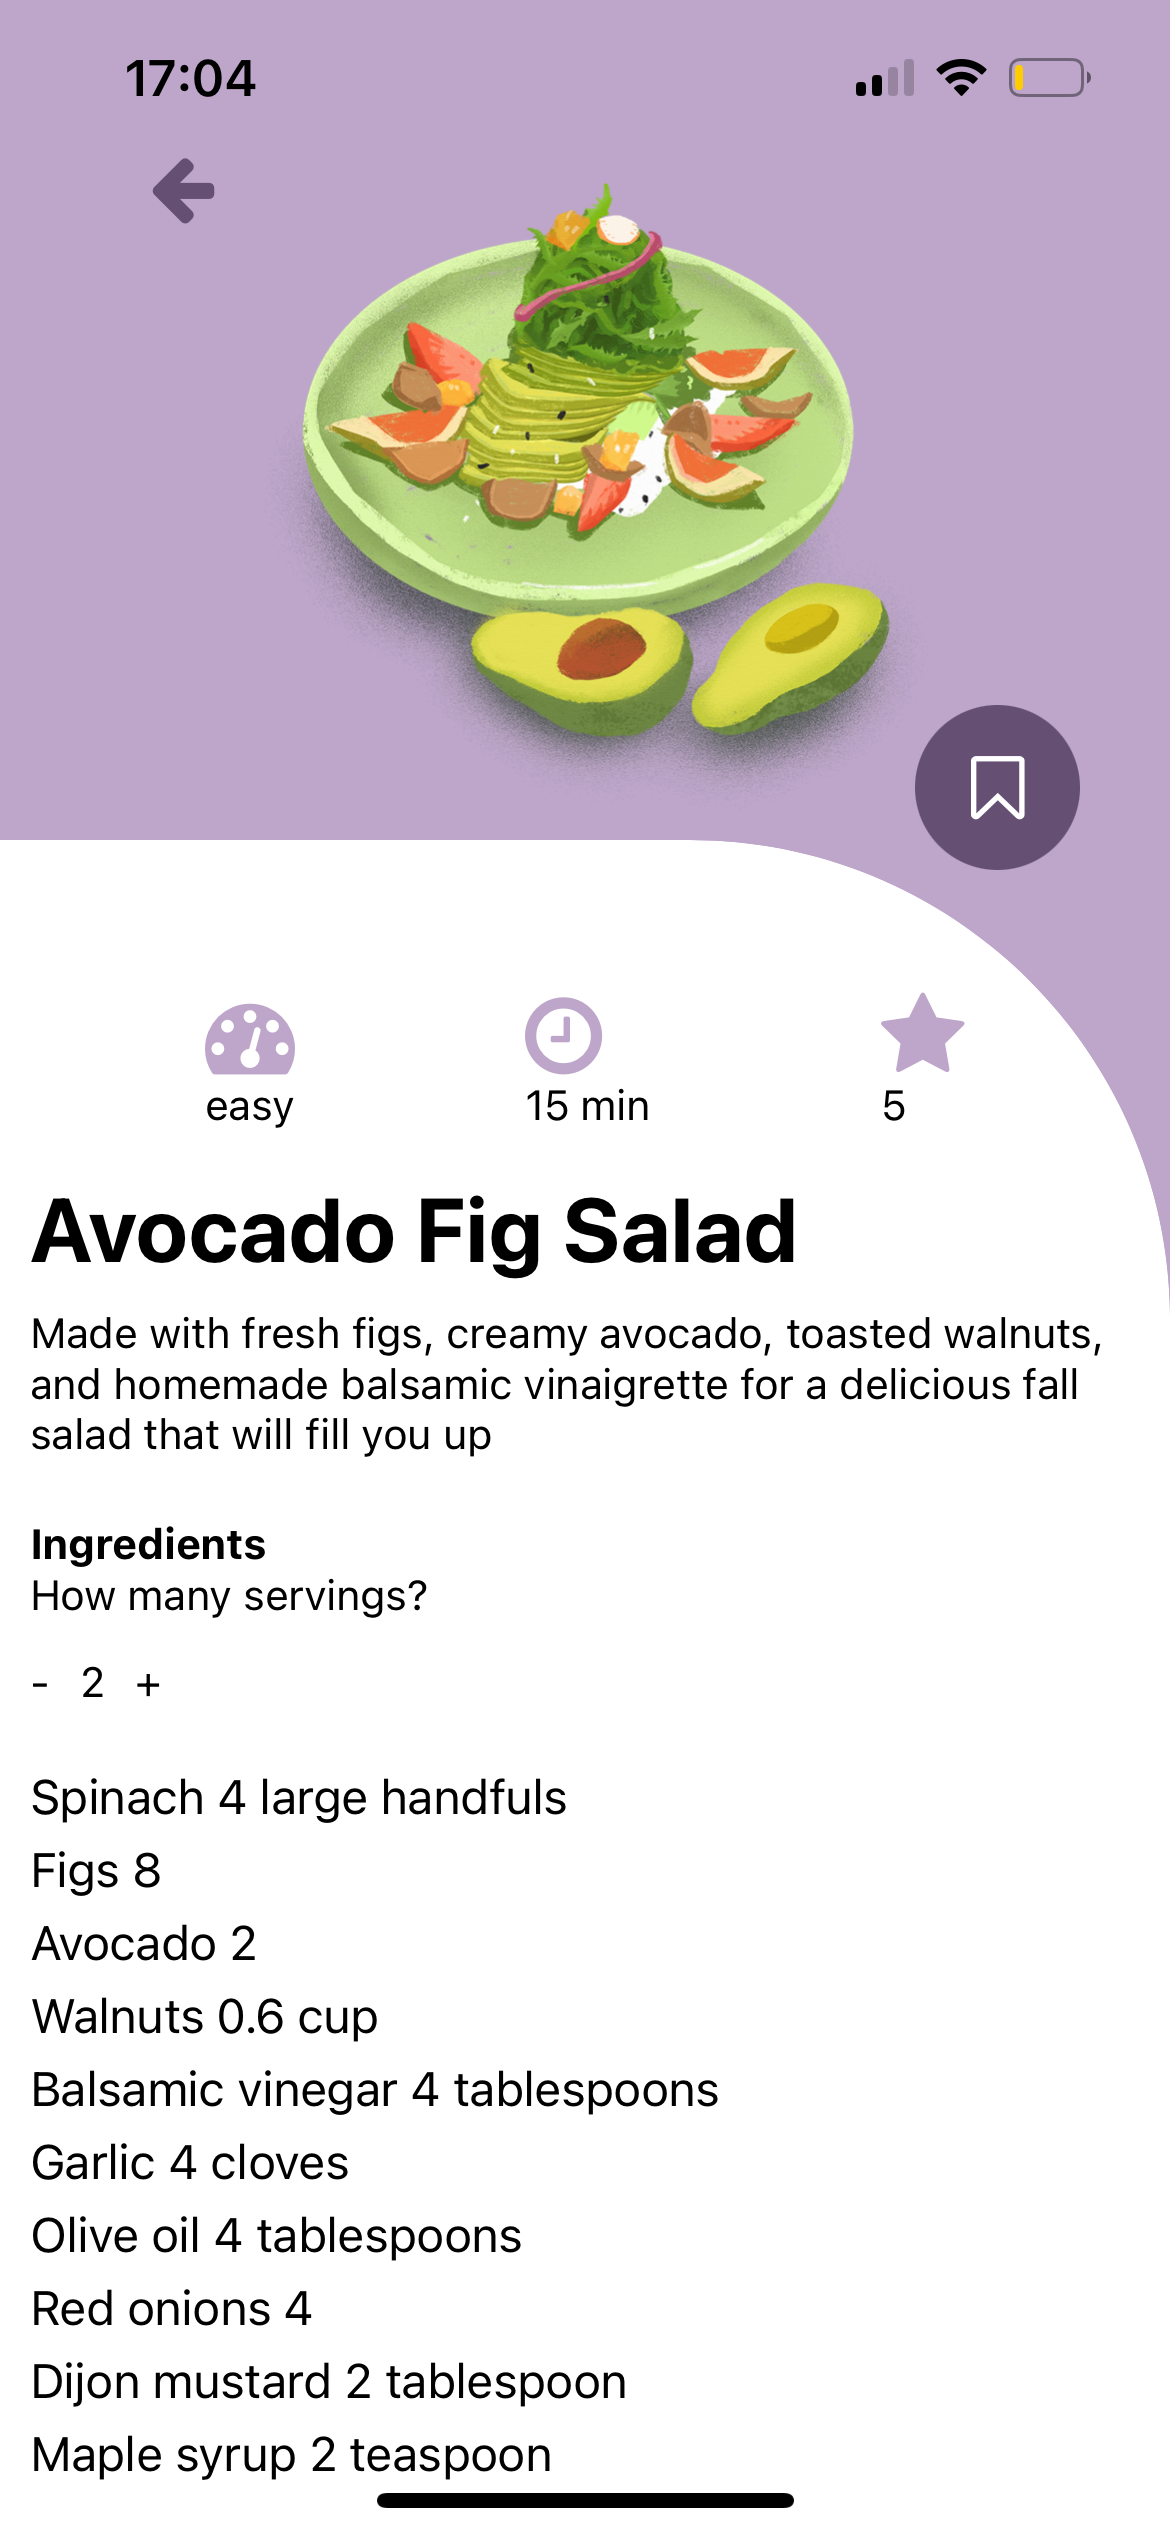 17:04
easy
15 min
5
Avocado Fig Salad
Made with fresh figs, creamy avocado, toasted walnuts,
and homemade balsamic vinaigrette for a delicious fall
salad that will fill you up
Ingredients
How many servings?
- 2 +
Spinach 4 large handfuls
Figs 8
Avocado 2
Walnuts 0.6 cup
Balsamic vinegar 4 tablespoons
Garlic 4 cloves
Olive oil 4 tablespoons
Red onions 4
Dijon mustard 2 tablespoon
Maple syrup 2 teaspoon